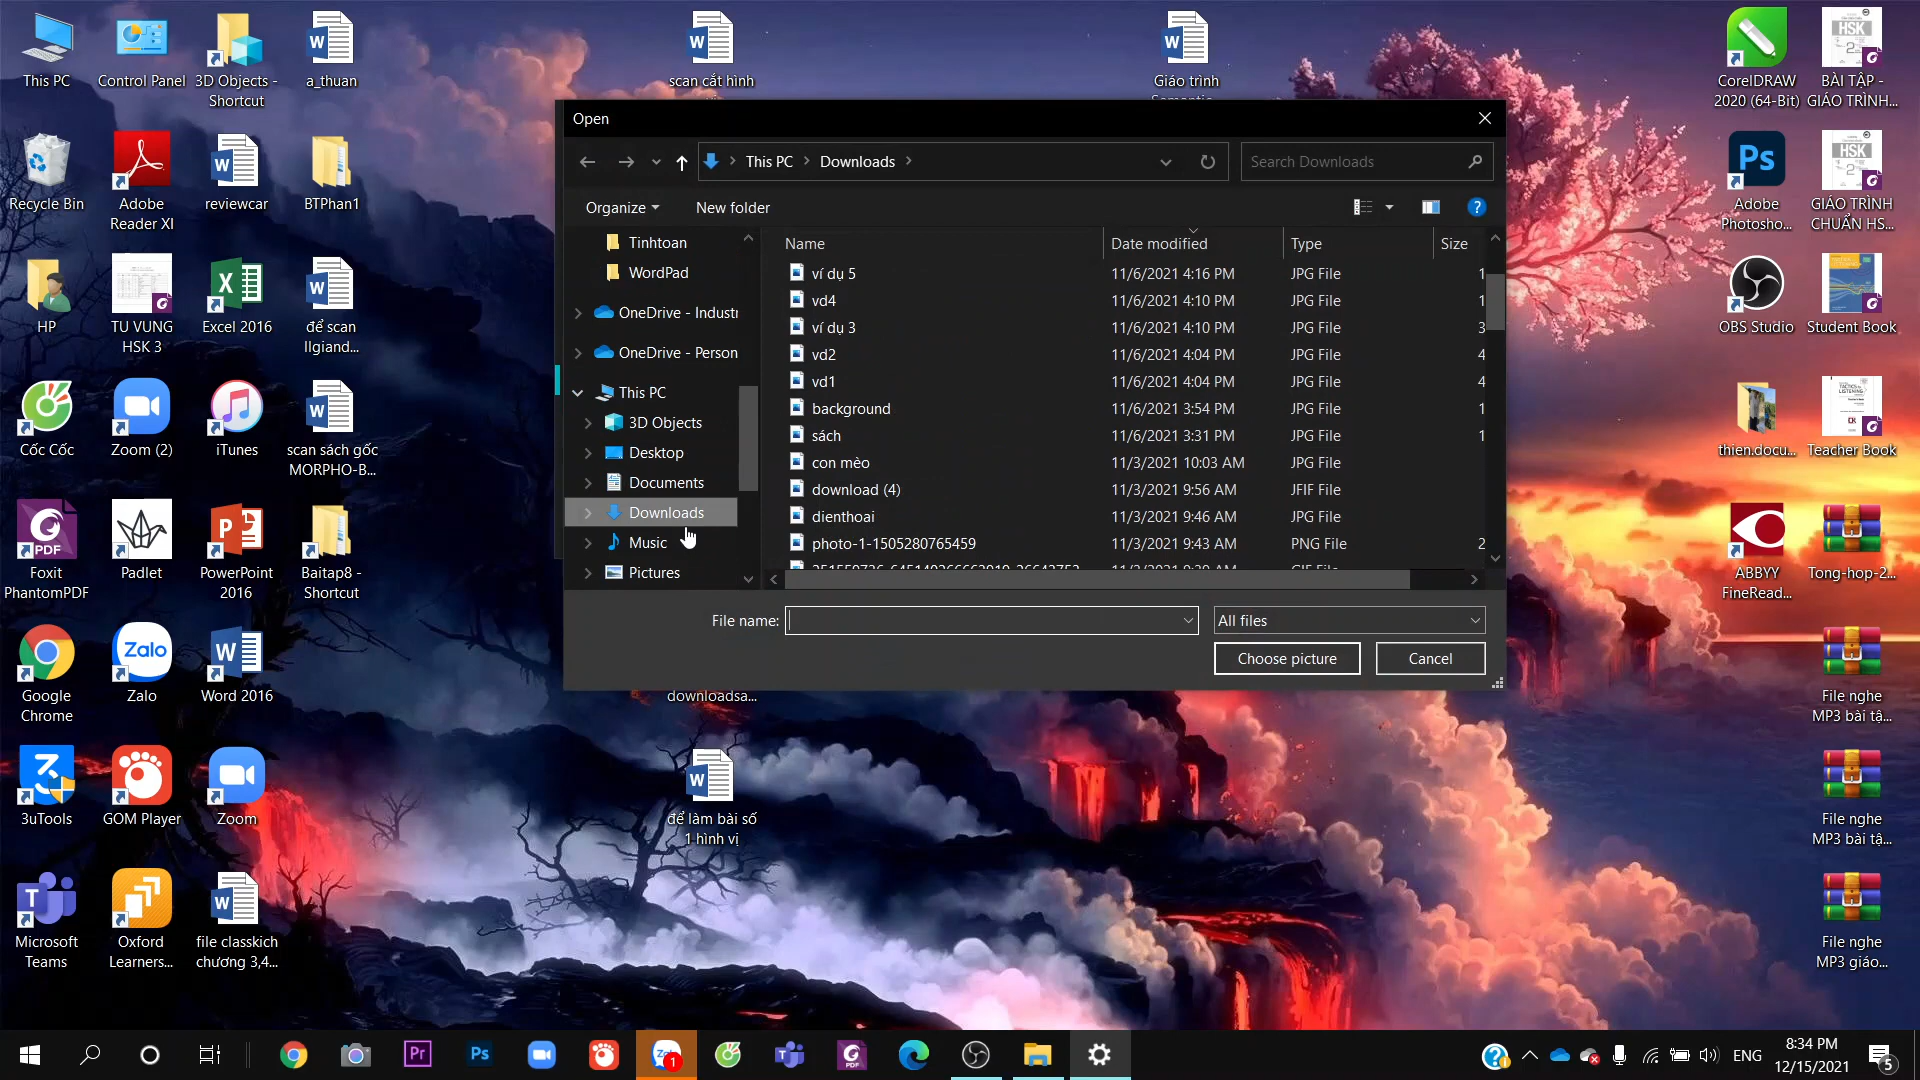 This PC
Control Panel
3D Objects -
Shortcut
a_thuan
scan cắt hình
Giáo trình
CorelDRAW
2020 (64-Bit)
BÀI TẬP -
GIÁO TRÌNH...
Recycle Bin
Adobe
Reader XI
reviewcar
BTPhan1
Adobe
Photosho...
GIÁO TRÌNH
CHUẨN HS...
HP
TU VUNG
HSK 3
Excel 2016
để scan
llgiand...
OBS Studio
Student Book
Cốc Cốc
Zoom (2)
iTunes
scan sách gốc
MORPHO-B...
thien.docu...
Teacher Book
Foxit
PhantomPDF
Padlet
PowerPoint
2016
Baitap8 -
Shortcut
ABBYY
FineRead...
Tong-hop-2...
Google
Chrome
Zalo
Word 2016
downloadsa...
File nghe
MP3 bài tậ...
3uTools
GOM Player
Zoom
để làm bài số
1 hình vị
File nghe
MP3 bài tậ...
Microsoft
Teams
Oxford
Learners...
file classkich
chương 3,4...
File nghe
MP3 giáo...
Open
This PC
Downloads
Search Downloads
Organize
New folder
Tinhtoan
WordPad
OneDrive - Industr
OneDrive - Person
This PC
3D Objects
Desktop
Documents
Downloads
Music
Pictures
Name Date modified Type Size
ví dụ 5 11/6/2021 4:16 PM JPG File 1
vd4 11/6/2021 4:10 PM JPG File 1
ví dụ 3 11/6/2021 4:10 PM JPG File 3
vd2 11/6/2021 4:04 PM JPG File 4
vd1 11/6/2021 4:04 PM JPG File 4
background 11/6/2021 3:54 PM JPG File 1
sách 11/6/2021 3:31 PM JPG File 1
con mèo 11/3/2021 10:03 AM JPG File
download (4) 11/3/2021 9:56 AM JFIF File
dienthoai 11/3/2021 9:46 AM JPG File
photo-1-1505280765459 11/3/2021 9:43 AM PNG File 2
File name:
All files
Choose picture
Cancel
ENG
8:34 PM
12/15/2021
5